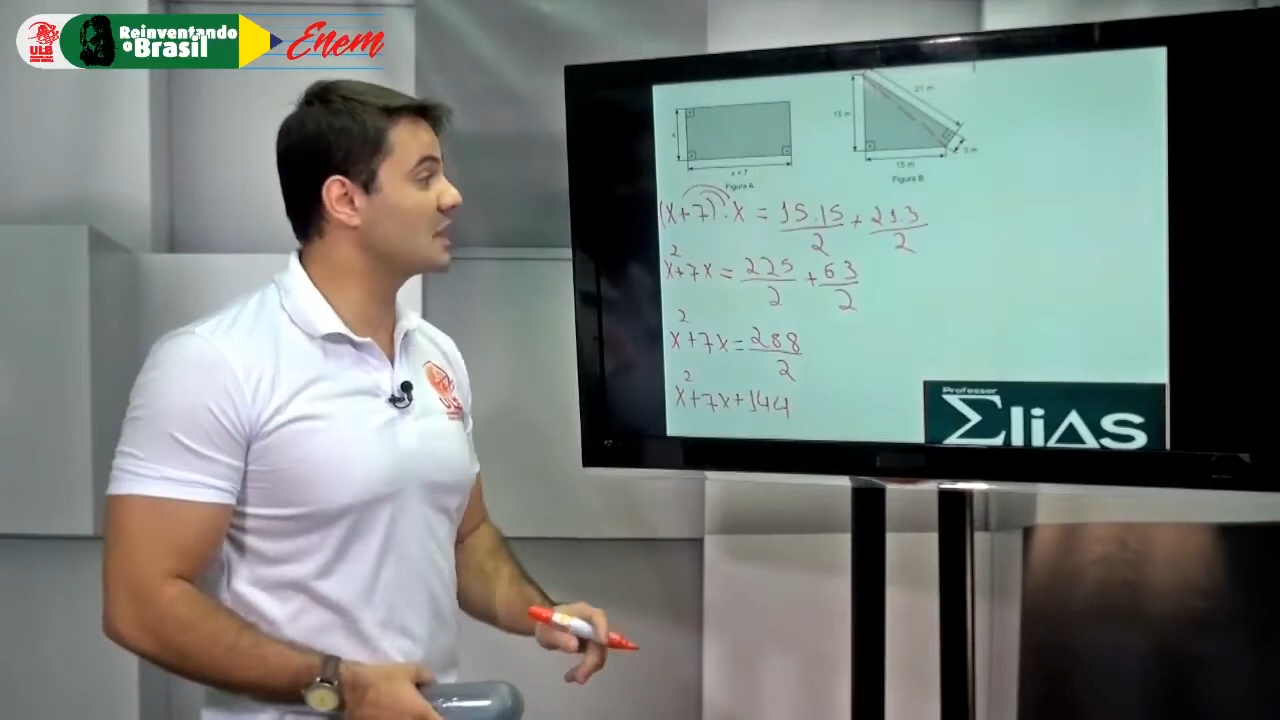 ULB
Reinventando
o Brasil
Enem
x
x + 7
Figura A
15 m
21 m
3 m
15 m
Figura B
(x+7).x = 15.15/2 + 21.3/2
x²+7x = 225/2 + 63/2
x²+7x = 288/2
x²+7x+144
Professor
ΣliΔs
ULB